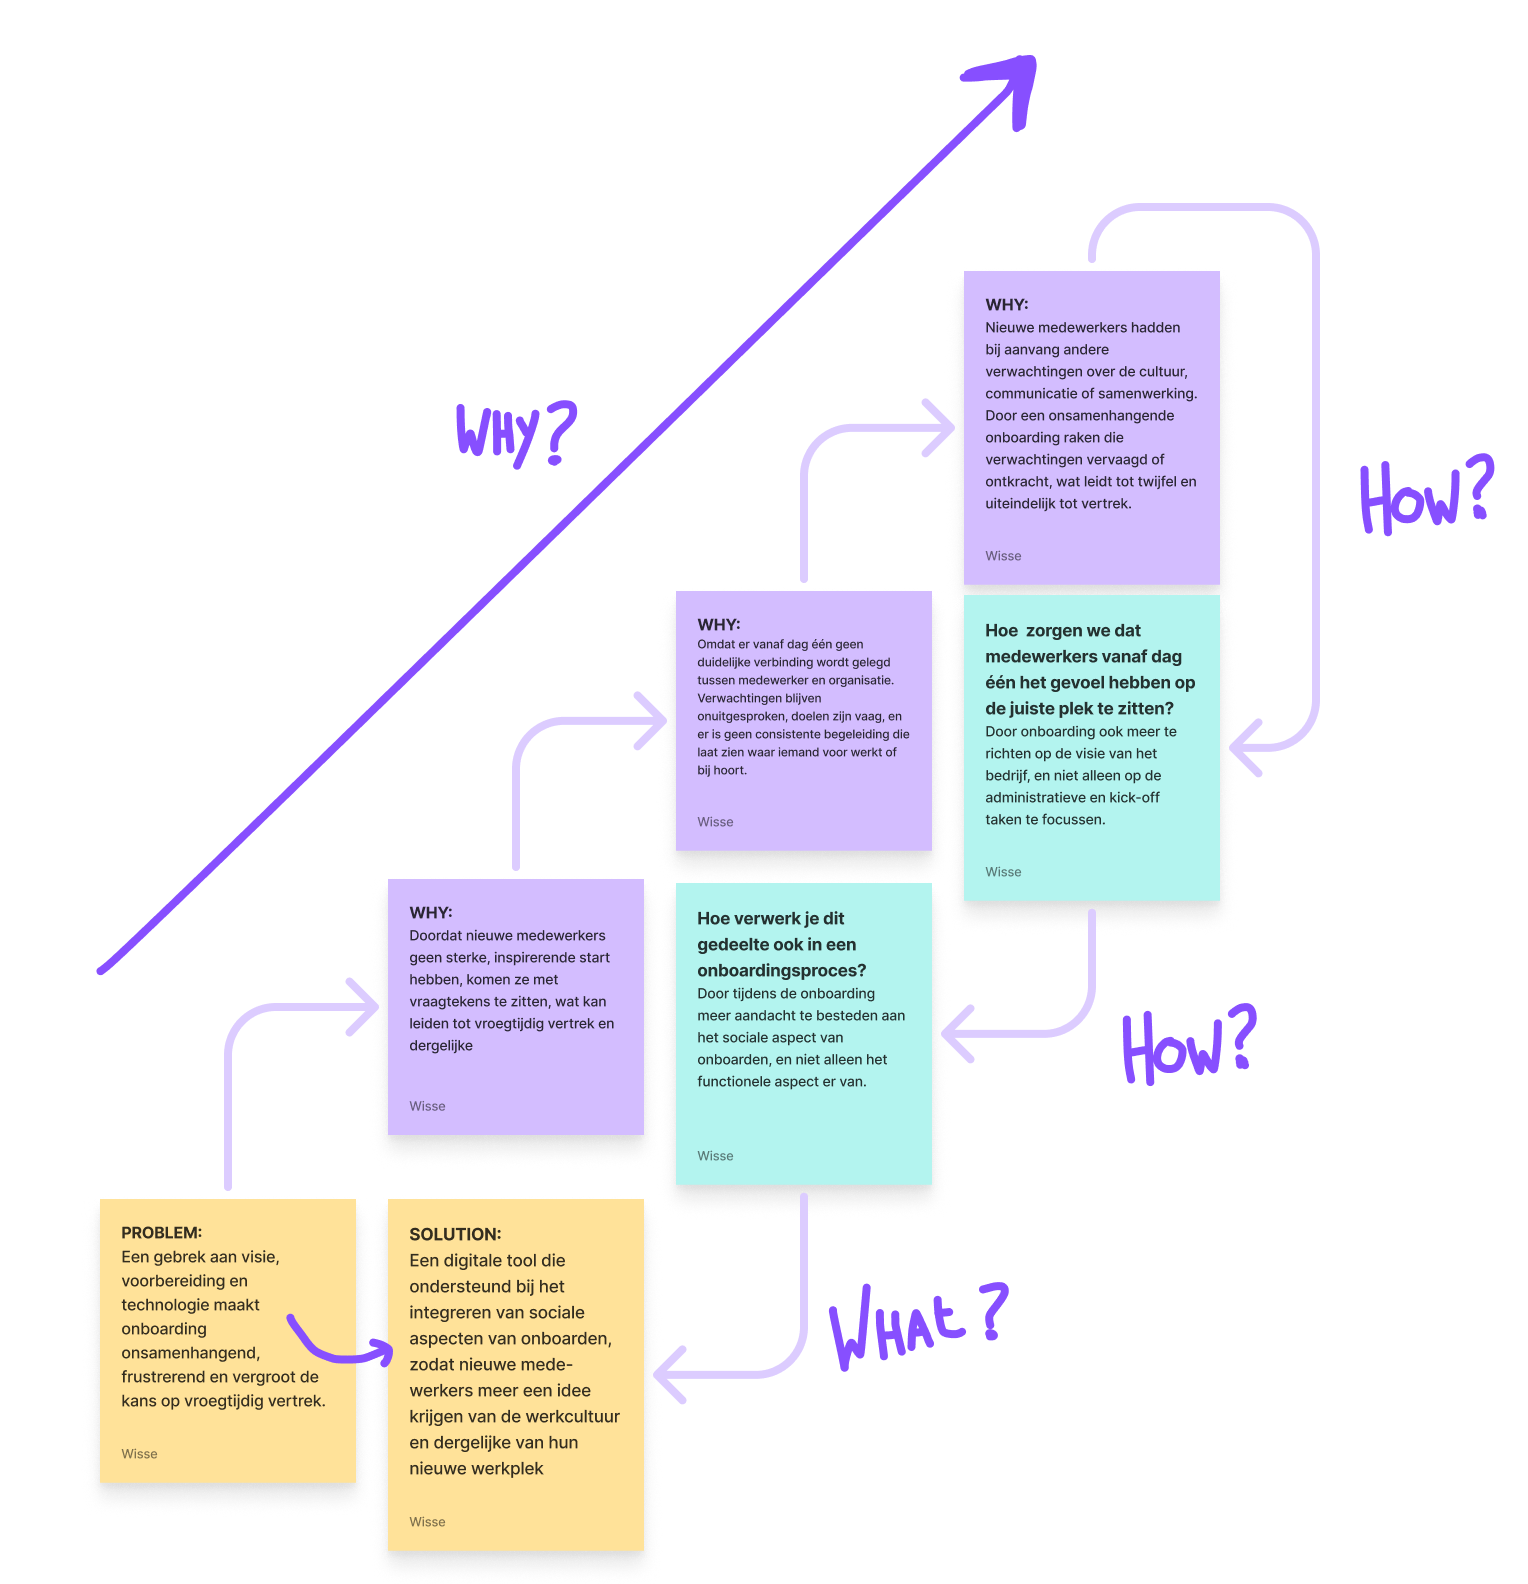 WHY?
WHY:
Nieuwe medewerkers hadden
bij aanvang andere
verwachtingen over de cultuur,
communicatie of samenwerking.
Door een onsamenhangende
onboarding raken die
verwachtingen vervaagd of
ontkracht, wat leidt tot twijfel en
uiteindelijk tot vertrek.
Wisse
HOW?
WHY:
Omdat er vanaf dag één geen
duidelijke verbinding wordt gelegd
tussen medewerker en organisatie.
Verwachtingen blijven
onuitgesproken, doelen zijn vaag, en
er is geen consistente begeleiding die
laat zien waar iemand voor werkt of
bij hoort.
Wisse
Hoe  zorgen we dat
medewerkers vanaf dag
één het gevoel hebben op
de juiste plek te zitten?
Door onboarding ook meer te
richten op de visie van het
bedrijf, en niet alleen op de
administratieve en kick-off
taken te focussen.
Wisse
WHY:
Doordat nieuwe medewerkers
geen sterke, inspirerende start
hebben, komen ze met
vraagtekens te zitten, wat kan
leiden tot vroegtijdig vertrek en
dergelijke
Wisse
Hoe verwerk je dit
gedeelte ook in een
onboardingsproces?
Door tijdens de onboarding
meer aandacht te besteden aan
het sociale aspect van
onboarden, en niet alleen het
functionele aspect er van.
Wisse
HOW?
PROBLEM:
Een gebrek aan visie,
voorbereiding en
technologie maakt
onboarding
onsamenhangend,
frustrerend en vergroot de
kans op vroegtijdig vertrek.
Wisse
SOLUTION:
Een digitale tool die
ondersteund bij het
integreren van sociale
aspecten van onboarden,
zodat nieuwe mede-
werkers meer een idee
krijgen van de werkcultuur
en dergelijke van hun
nieuwe werkplek
Wisse
WHAt?